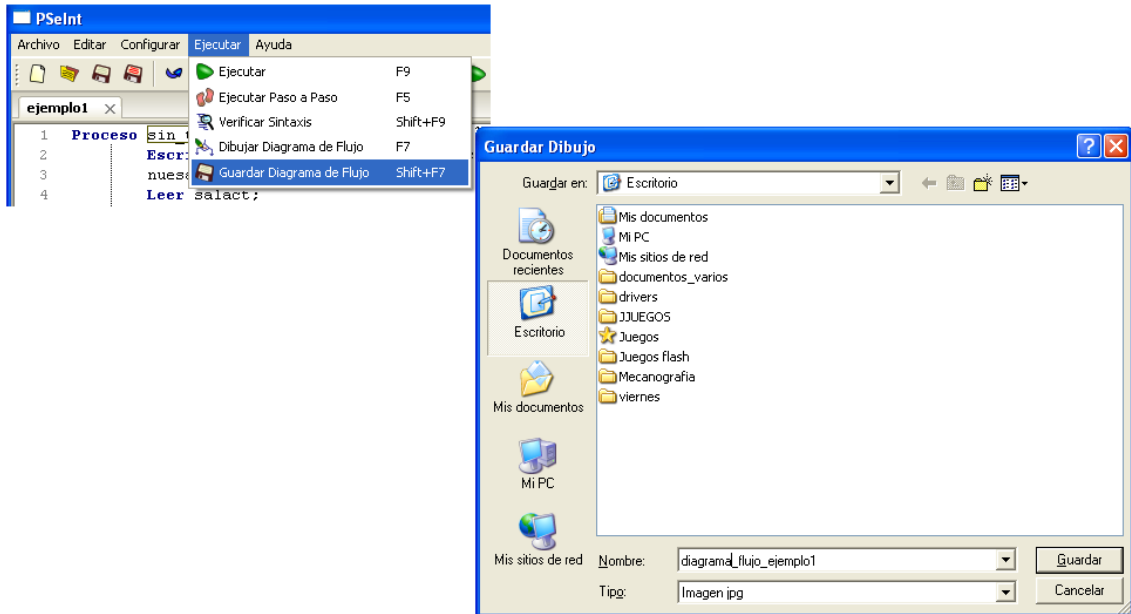 PSeInt
Archivo Editar Configurar Ejecutar Ayuda
Ejecutar F9
Ejecutar Paso a Paso F5
Verificar Sintaxis Shift+F9
Dibujar Diagrama de Flujo F7
Guardar Diagrama de Flujo Shift+F7
ejemplo1
1 Proceso
2
3
4 Leer salact;
Guardar Dibujo
Guardar en: Escritorio
Documentos recientes
Escritorio
Mis documentos
Mi PC
Mis sitios de red
Mis documentos
Mi PC
Mis sitios de red
documentos_varios
drivers
JJUEGOS
Juegos
Juegos flash
Mecanografia
viernes
Nombre: diagrama_flujo_ejemplo1 Guardar
Tipo: Imagen jpg Cancelar